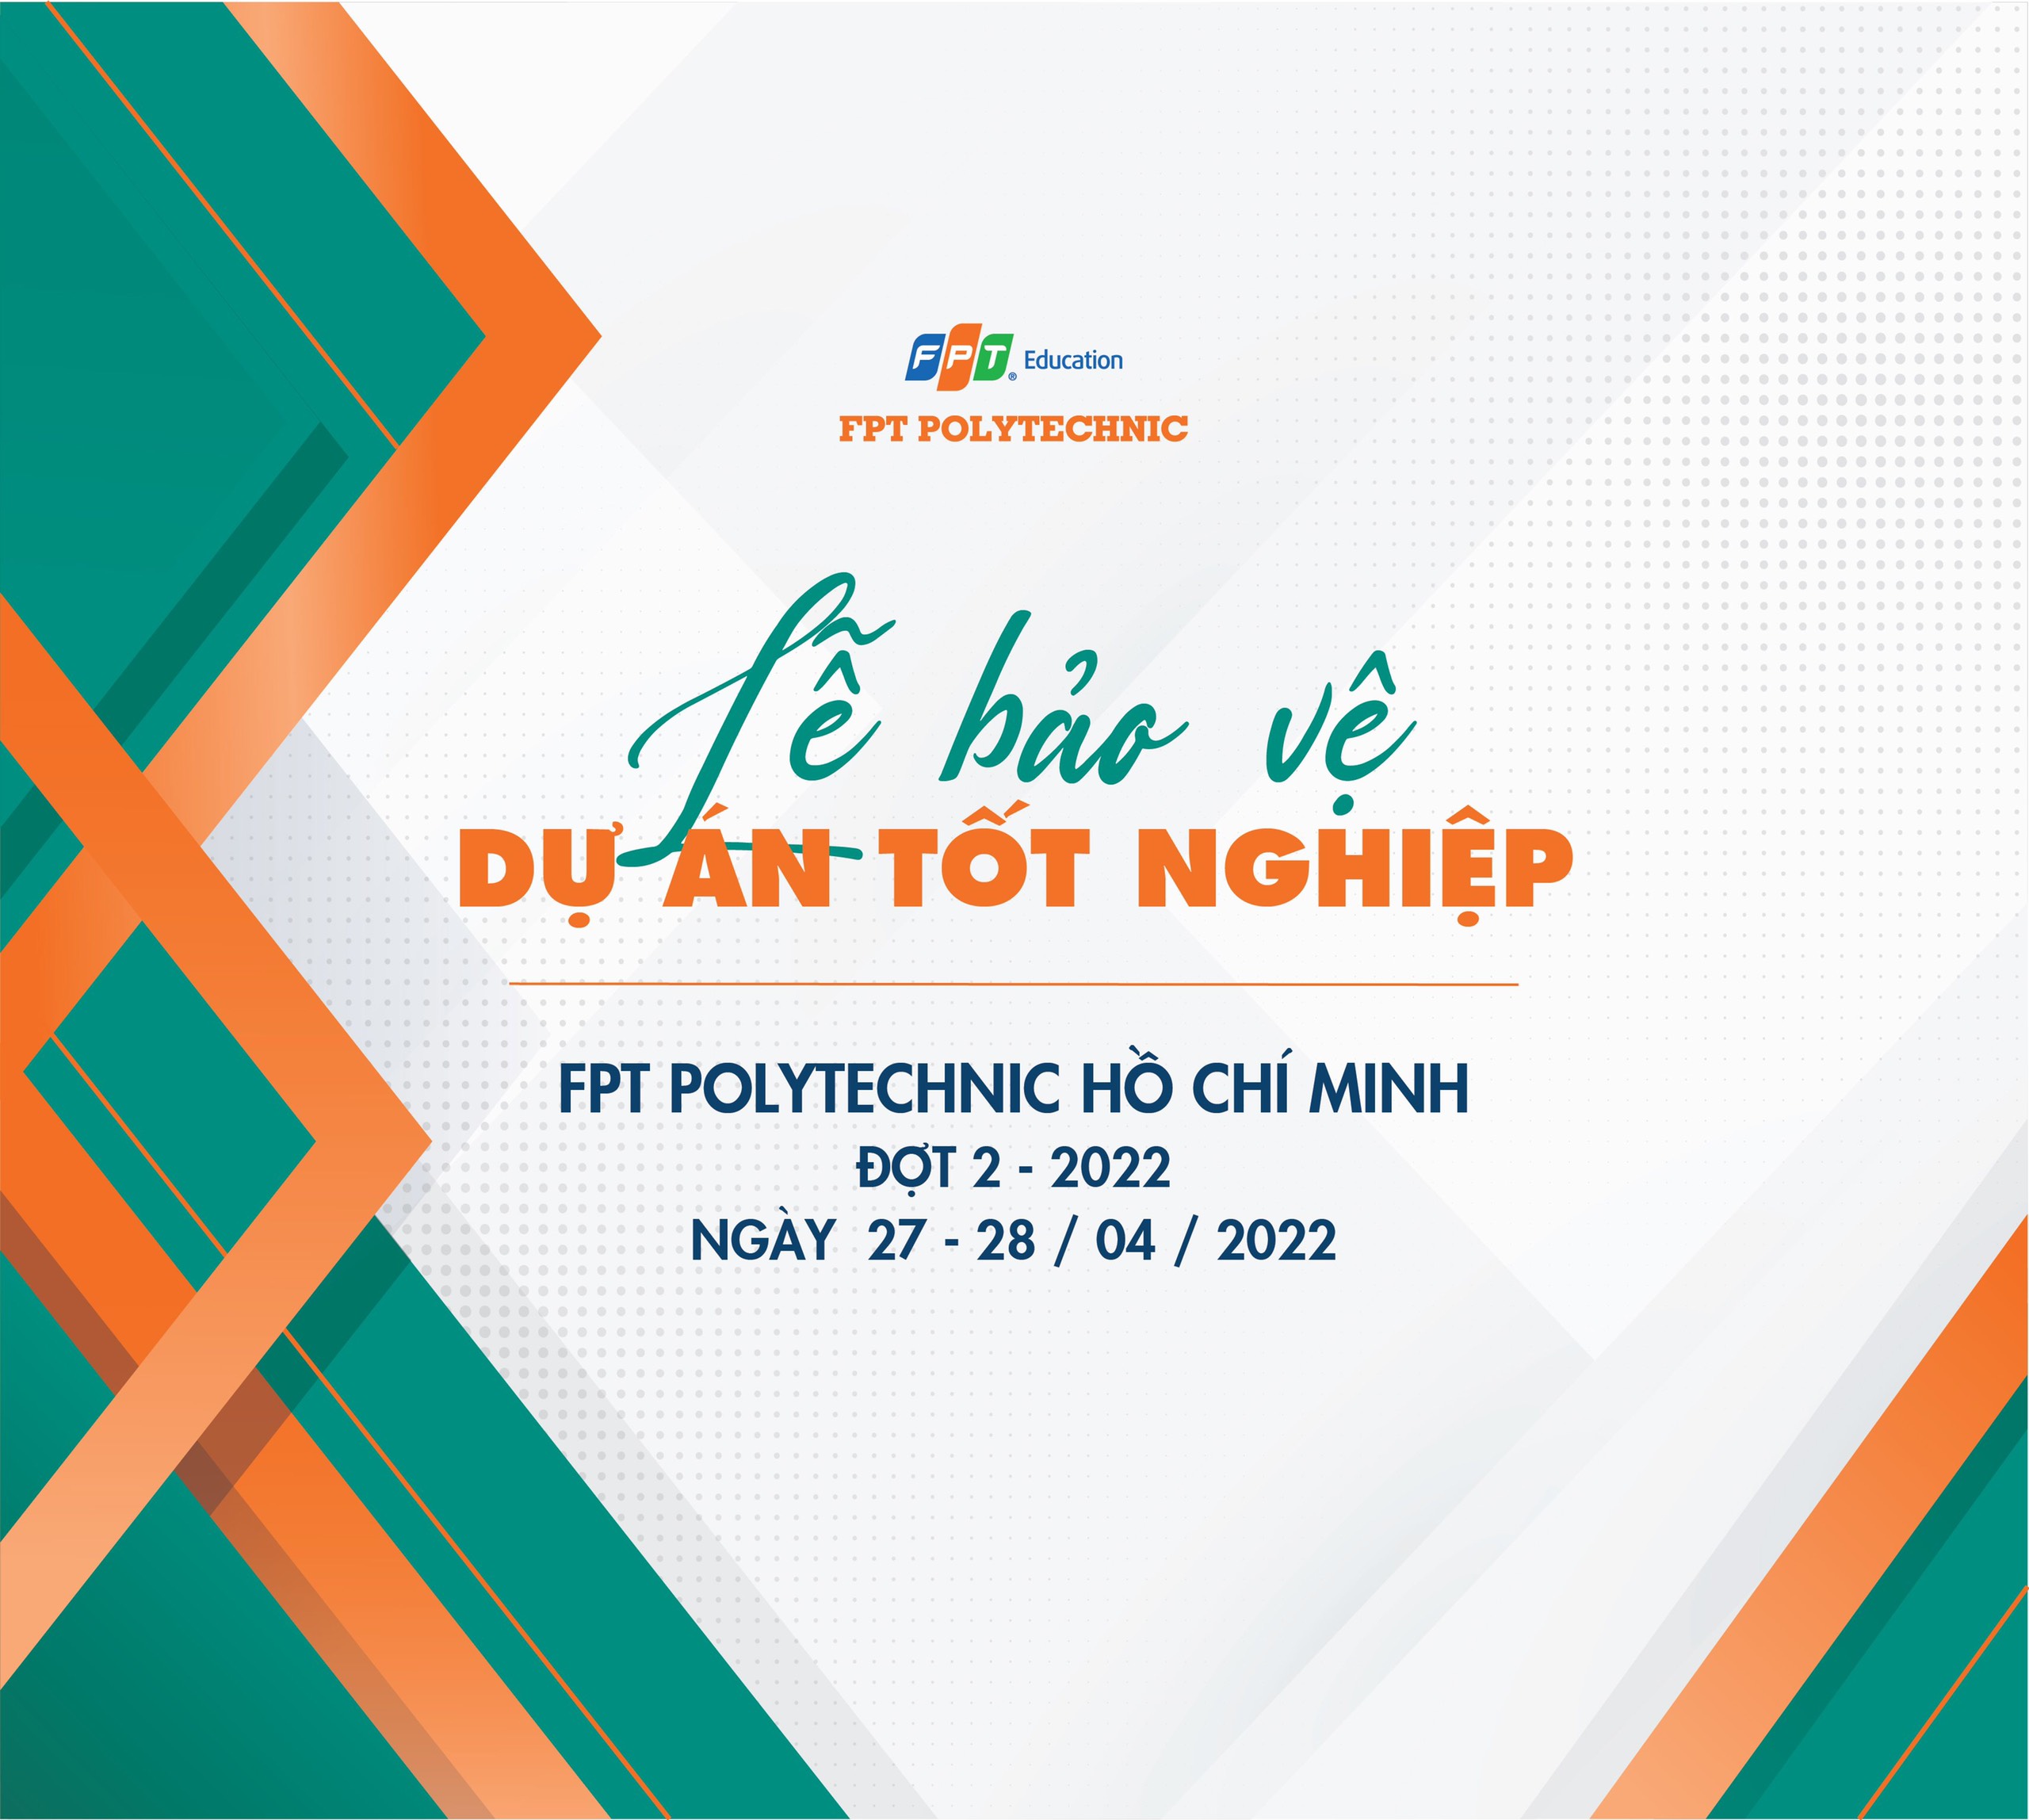 FPT Education
FPT POLYTECHNIC
Lễ bảo vệ
DỰ ÁN TỐT NGHIỆP
FPT POLYTECHNIC HỒ CHÍ MINH
ĐỢT 2 - 2022
NGÀY 27 - 28 / 04 / 2022